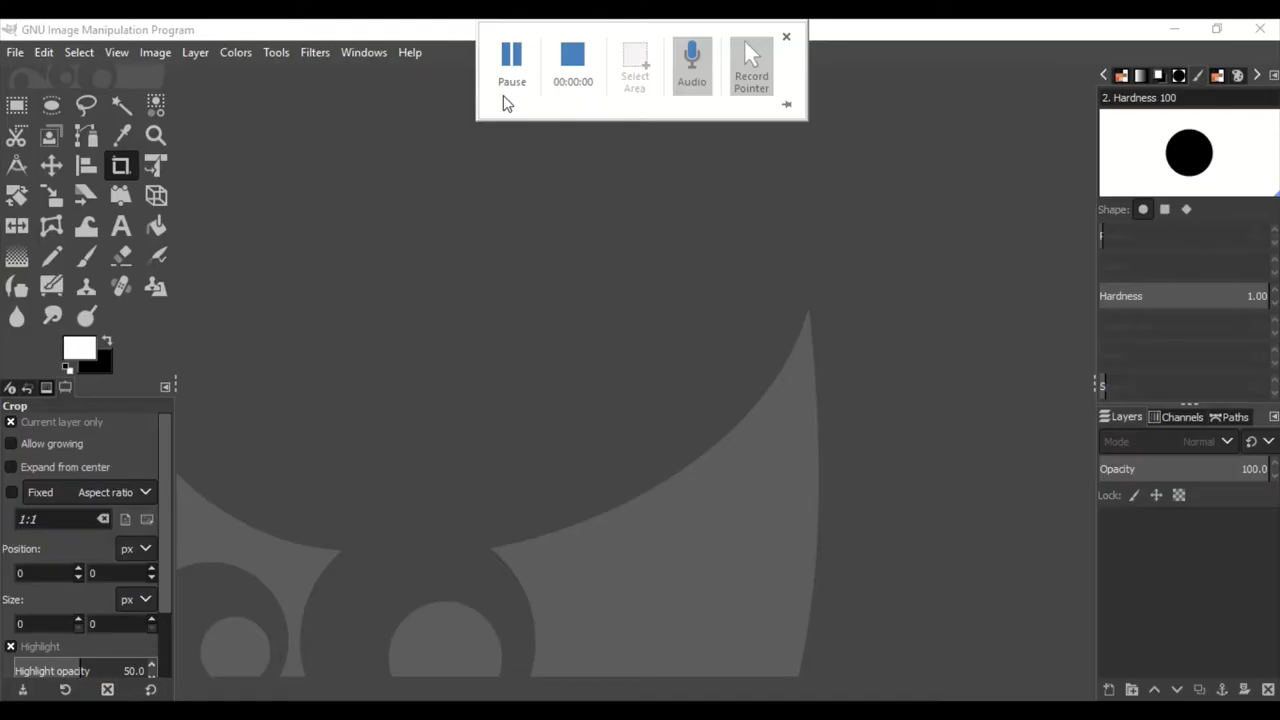 GNU Image Manipulation Program
File Edit Select View Image Layer Colors Tools Filters Windows Help
Pause
00:00:00
Select
Area
Audio
Record
Pointer
2. Hardness 100
Shape:
Hardness 1.00
S
Crop
Current layer only
Allow growing
Expand from center
Fixed Aspect ratio
1:1
Position: px
0 0
Size: px
0 0
Highlight
Highlight opacity 50.0
Layers Channels Paths
Mode Normal
Opacity 100.0
Lock: